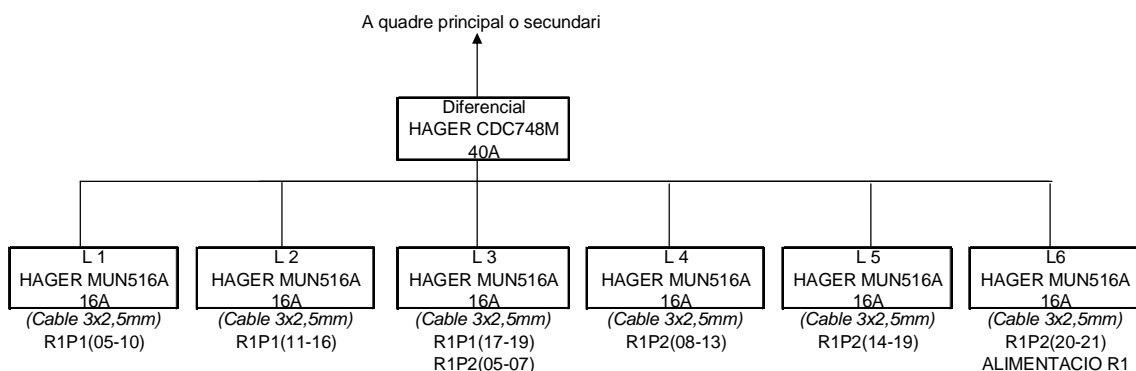 A quadre principal o secundari
Diferencial
HAGER CDC748M
40A
L 1
HAGER MUN516A
16A
(Cable 3x2,5mm)
R1P1(05-10)
L 2
HAGER MUN516A
16A
(Cable 3x2,5mm)
R1P1(11-16)
L 3
HAGER MUN516A
16A
(Cable 3x2,5mm)
R1P1(17-19)
R1P2(05-07)
L 4
HAGER MUN516A
16A
(Cable 3x2,5mm)
R1P2(08-13)
L 5
HAGER MUN516A
16A
(Cable 3x2,5mm)
R1P2(14-19)
L6
HAGER MUN516A
16A
(Cable 3x2,5mm)
R1P2(20-21)
ALIMENTACIO R1